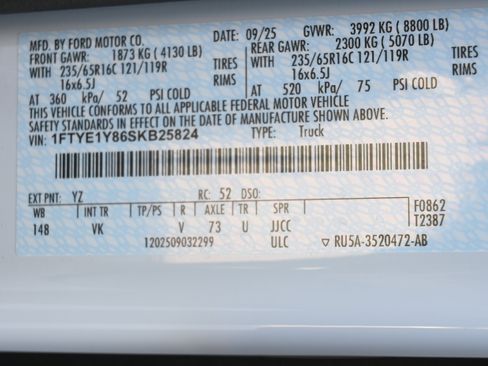 MFD. BY FORD MOTOR CO. DATE: 09/25 GVWR: 3992 KG ( 8800 LB)
FRONT GAWR: 1873 KG ( 4130 LB) REAR GAWR: 2300 KG ( 5070 LB)
WITH 235/65R16C 121/119R TIRES WITH 235/65R16C 121/119R TIRES
16x6.5J RIMS 16x6.5J RIMS
AT 360 kPa/ 52 PSI COLD AT 520 kPa/ 75 PSI COLD
THIS VEHICLE CONFORMS TO ALL APPLICABLE FEDERAL MOTOR VEHICLE
SAFETY STANDARDS IN EFFECT ON THE DATE OF MANUFACTURE SHOWN ABOVE.
VIN: 1FTYE1Y86SKB25824 TYPE: Truck
EXT PNT: YZ RC: 52 DSO: F0862
WB INT TR TP/PS R AXLE TR SPR T2387
148 VK V 73 U JJCC
1202509032299 ULC ▽ RU5A-3520472-AB